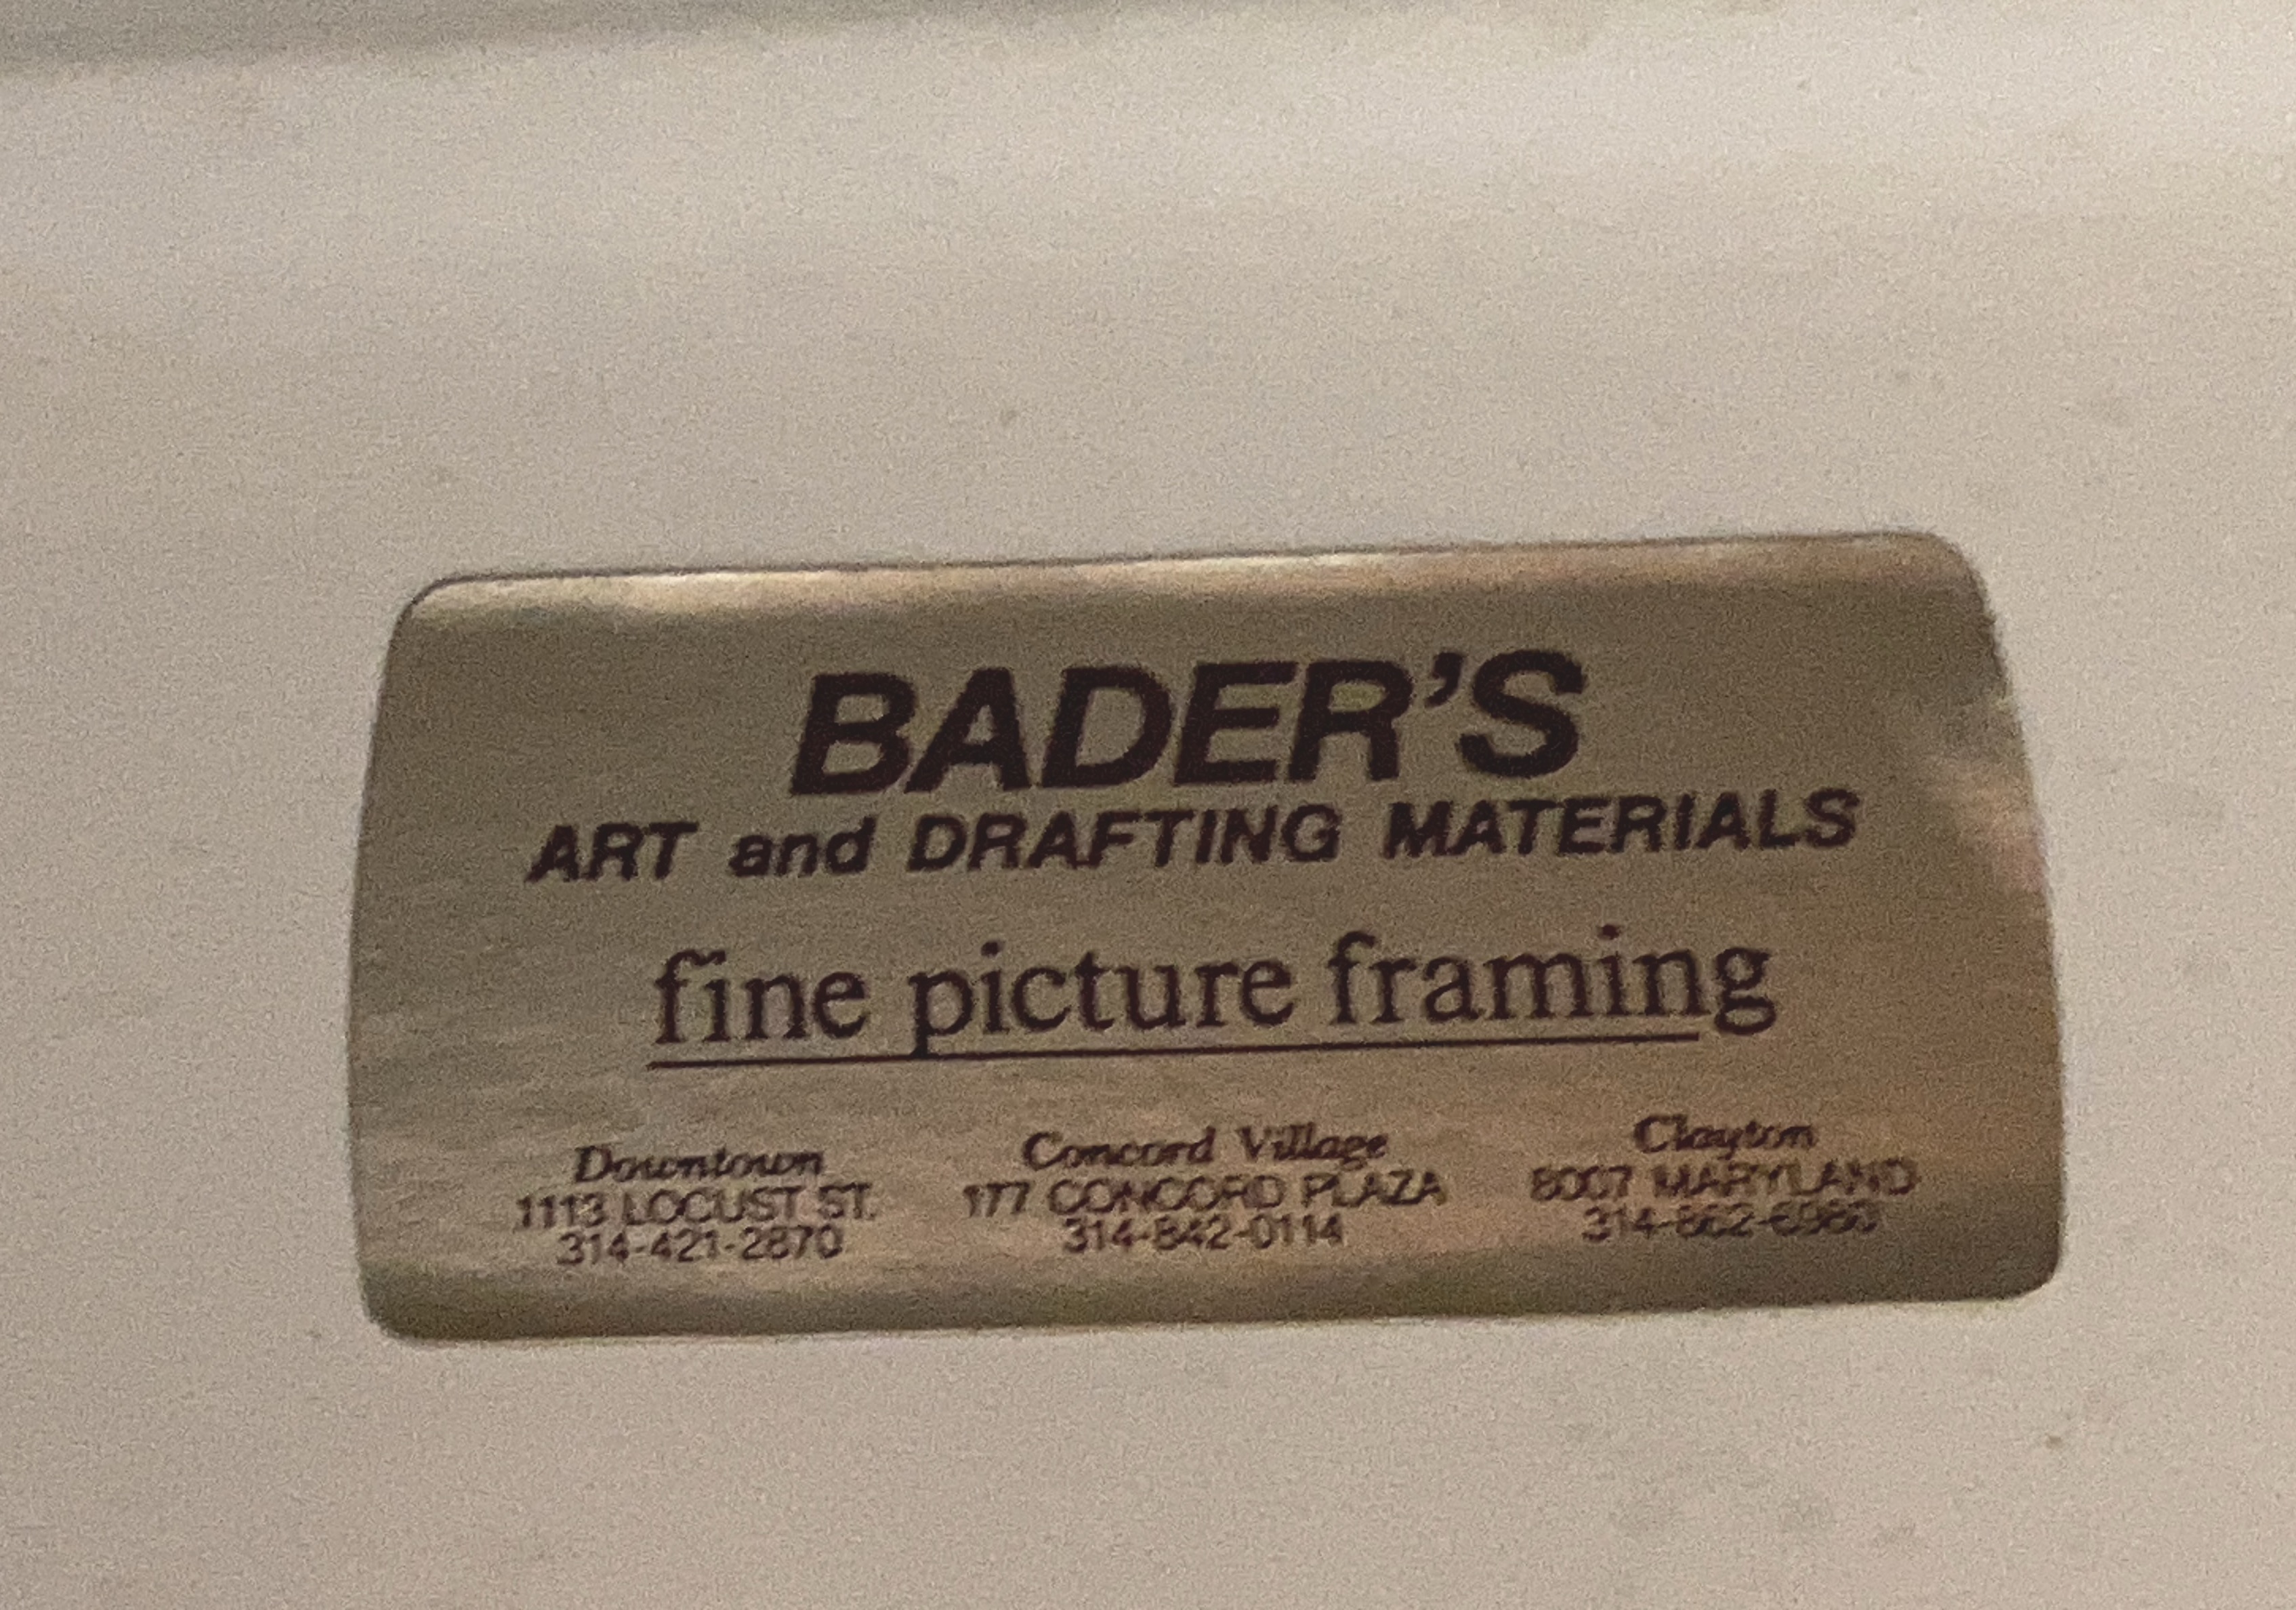 BADER'S
ART and DRAFTING MATERIALS
fine picture framing
Downtown Concord Village Clayton
1113 LOCUST ST. 177 CONCORD PLAZA 8007 MARYLAND
314-421-2870 314-842-0114